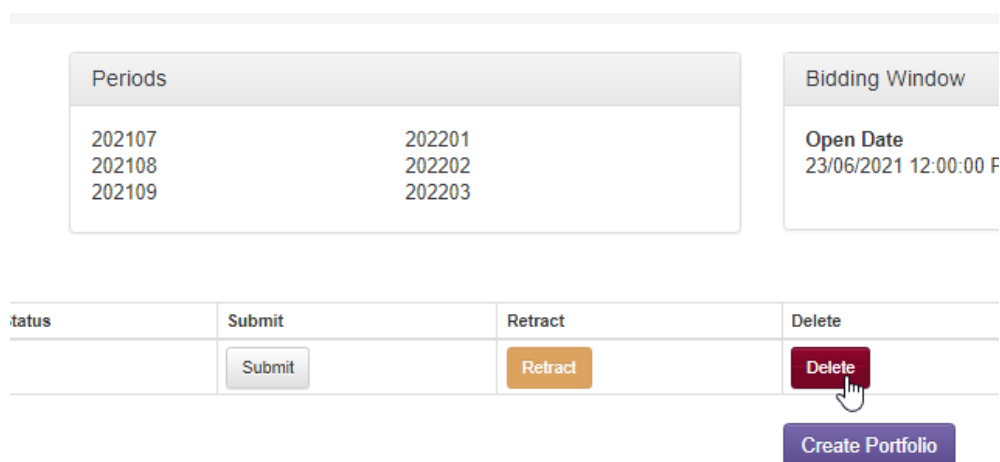 Periods
202107 202201
202108 202202
202109 202203
Bidding Window
Open Date
23/06/2021 12:00:00
Submit Retract Delete
Submit Retract Delete
Create Portfolio